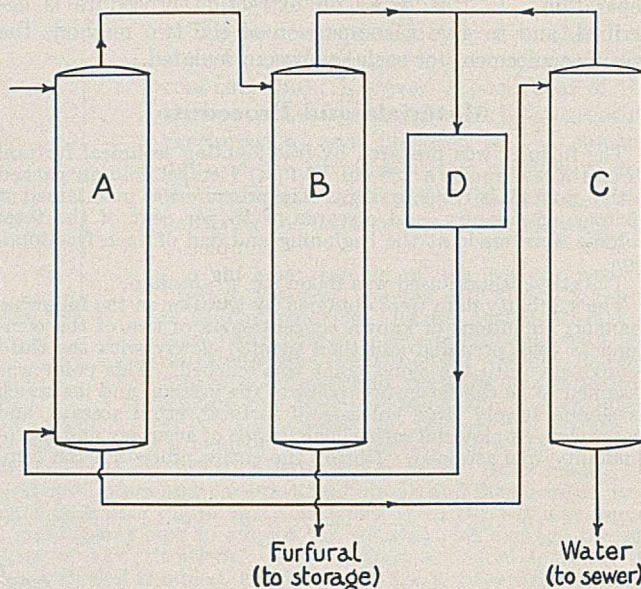 A
B
D
C
Furfural
(to storage)
Water
(to sewer)